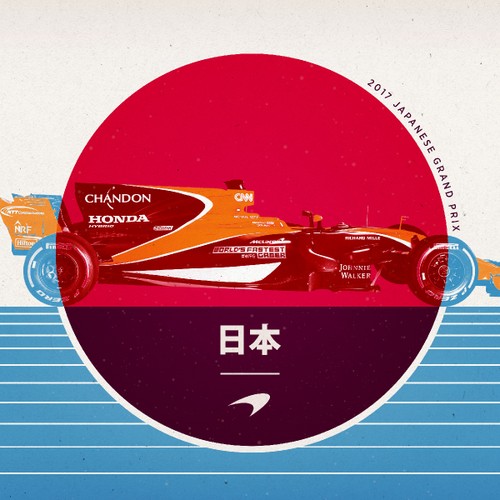 2017 JAPANESE GRAND PRIX
CHANDON
CNN
HONDA
HYBRID
NRF
Hilton
McLaren
WORLD'S FASTEST
GAMER
RICHARD MILLE
JOHNNIE
WALKER
日本